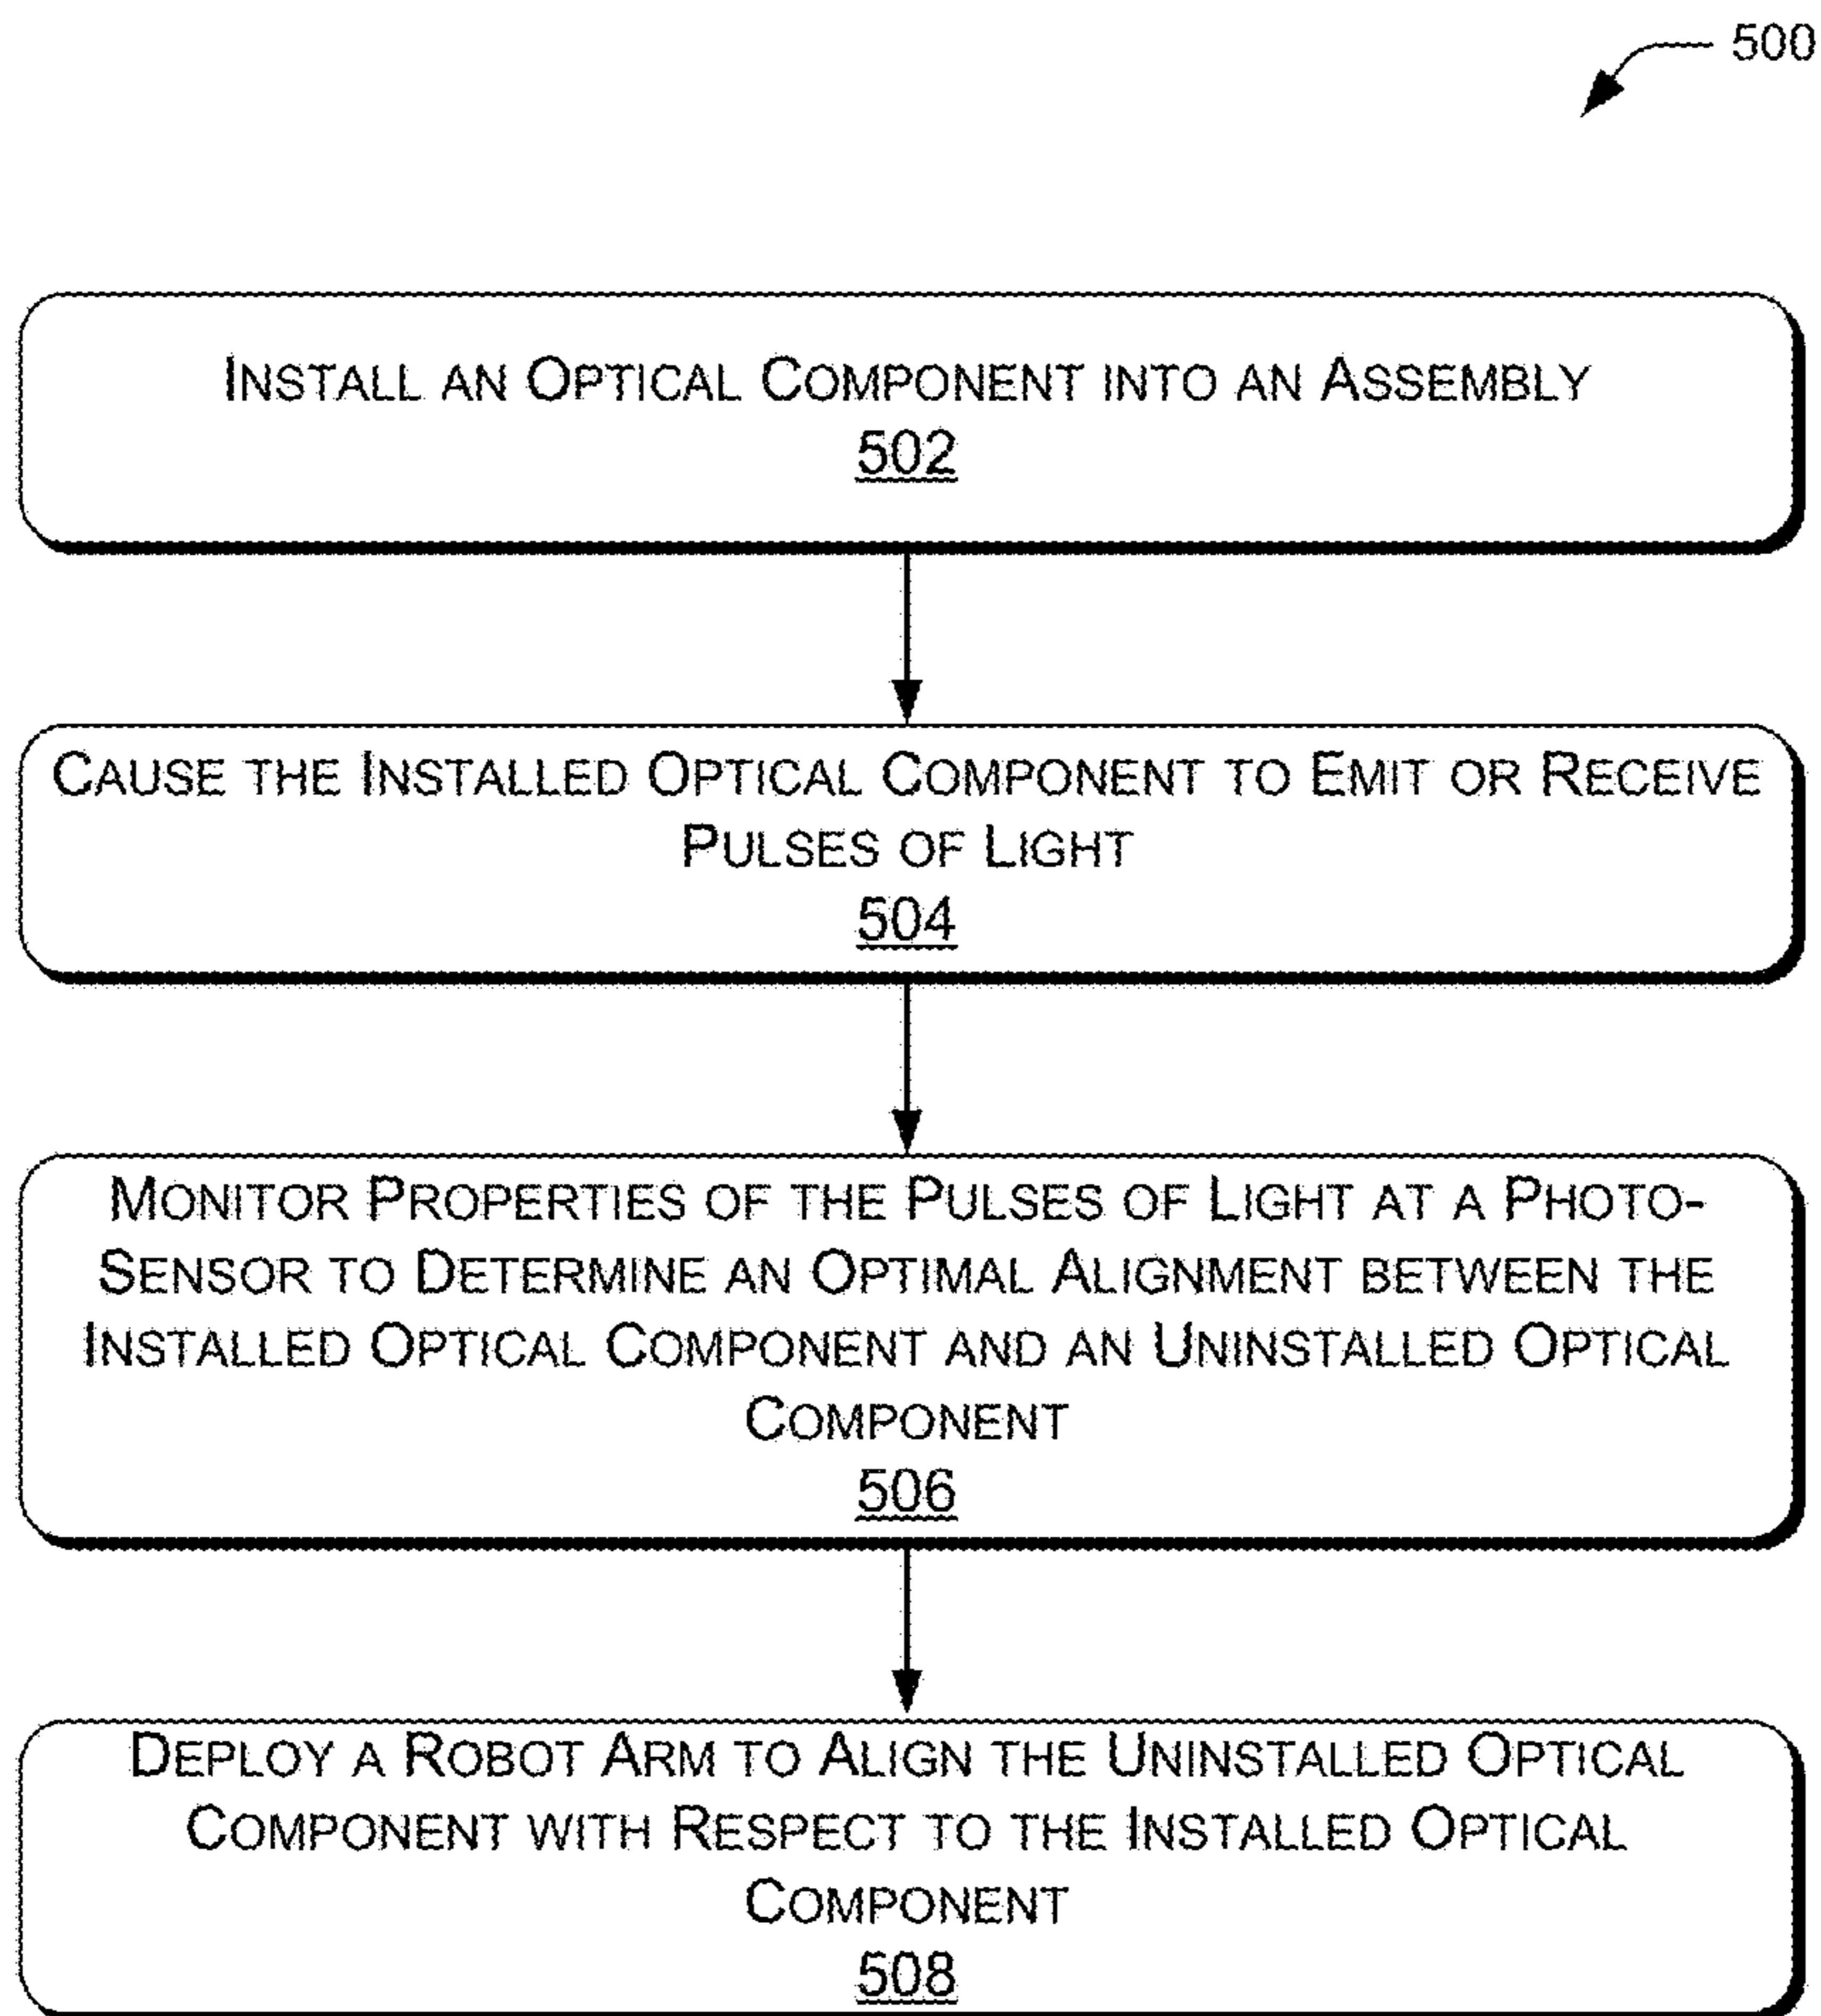 500
INSTALL AN OPTICAL COMPONENT INTO AN ASSEMBLY
502
CAUSE THE INSTALLED OPTICAL COMPONENT TO EMIT OR RECEIVE
PULSES OF LIGHT
504
MONITOR PROPERTIES OF THE PULSES OF LIGHT AT A PHOTO-
SENSOR TO DETERMINE AN OPTIMAL ALIGNMENT BETWEEN THE
INSTALLED OPTICAL COMPONENT AND AN UNINSTALLED OPTICAL
COMPONENT
506
DEPLOY A ROBOT ARM TO ALIGN THE UNINSTALLED OPTICAL
COMPONENT WITH RESPECT TO THE INSTALLED OPTICAL
COMPONENT
508